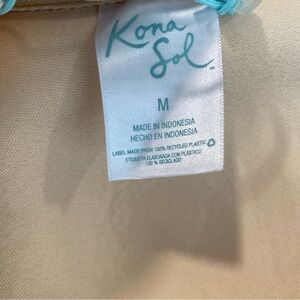 Kona
Sol™
M
MADE IN INDONESIA
HECHO EN INDONESIA
LABEL MADE FROM 100% RECYCLED PLASTIC
ETIQUETA ELABORADA CON PLASTICO
100 % RECICLADO